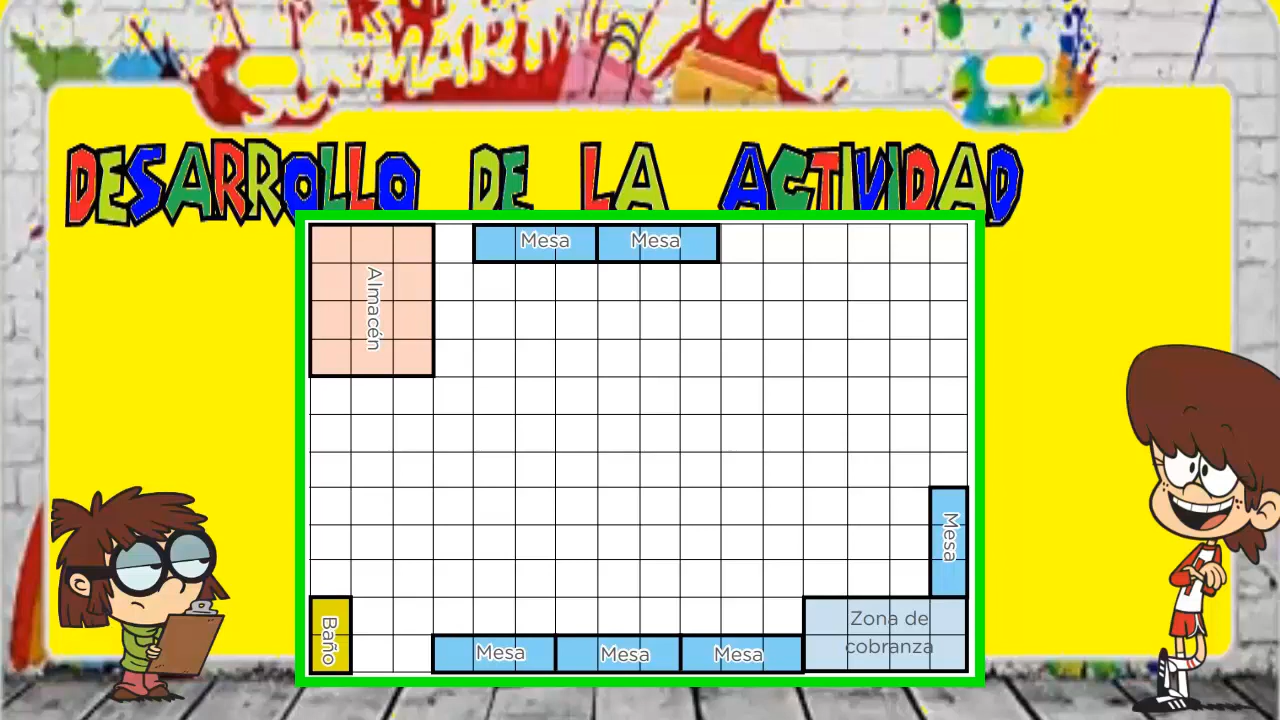 DESARROLLO DE LA ACTIVIDAD
Mesa Mesa
Almacén
Mesa
Zona de
cobranza
Baño
Mesa Mesa Mesa